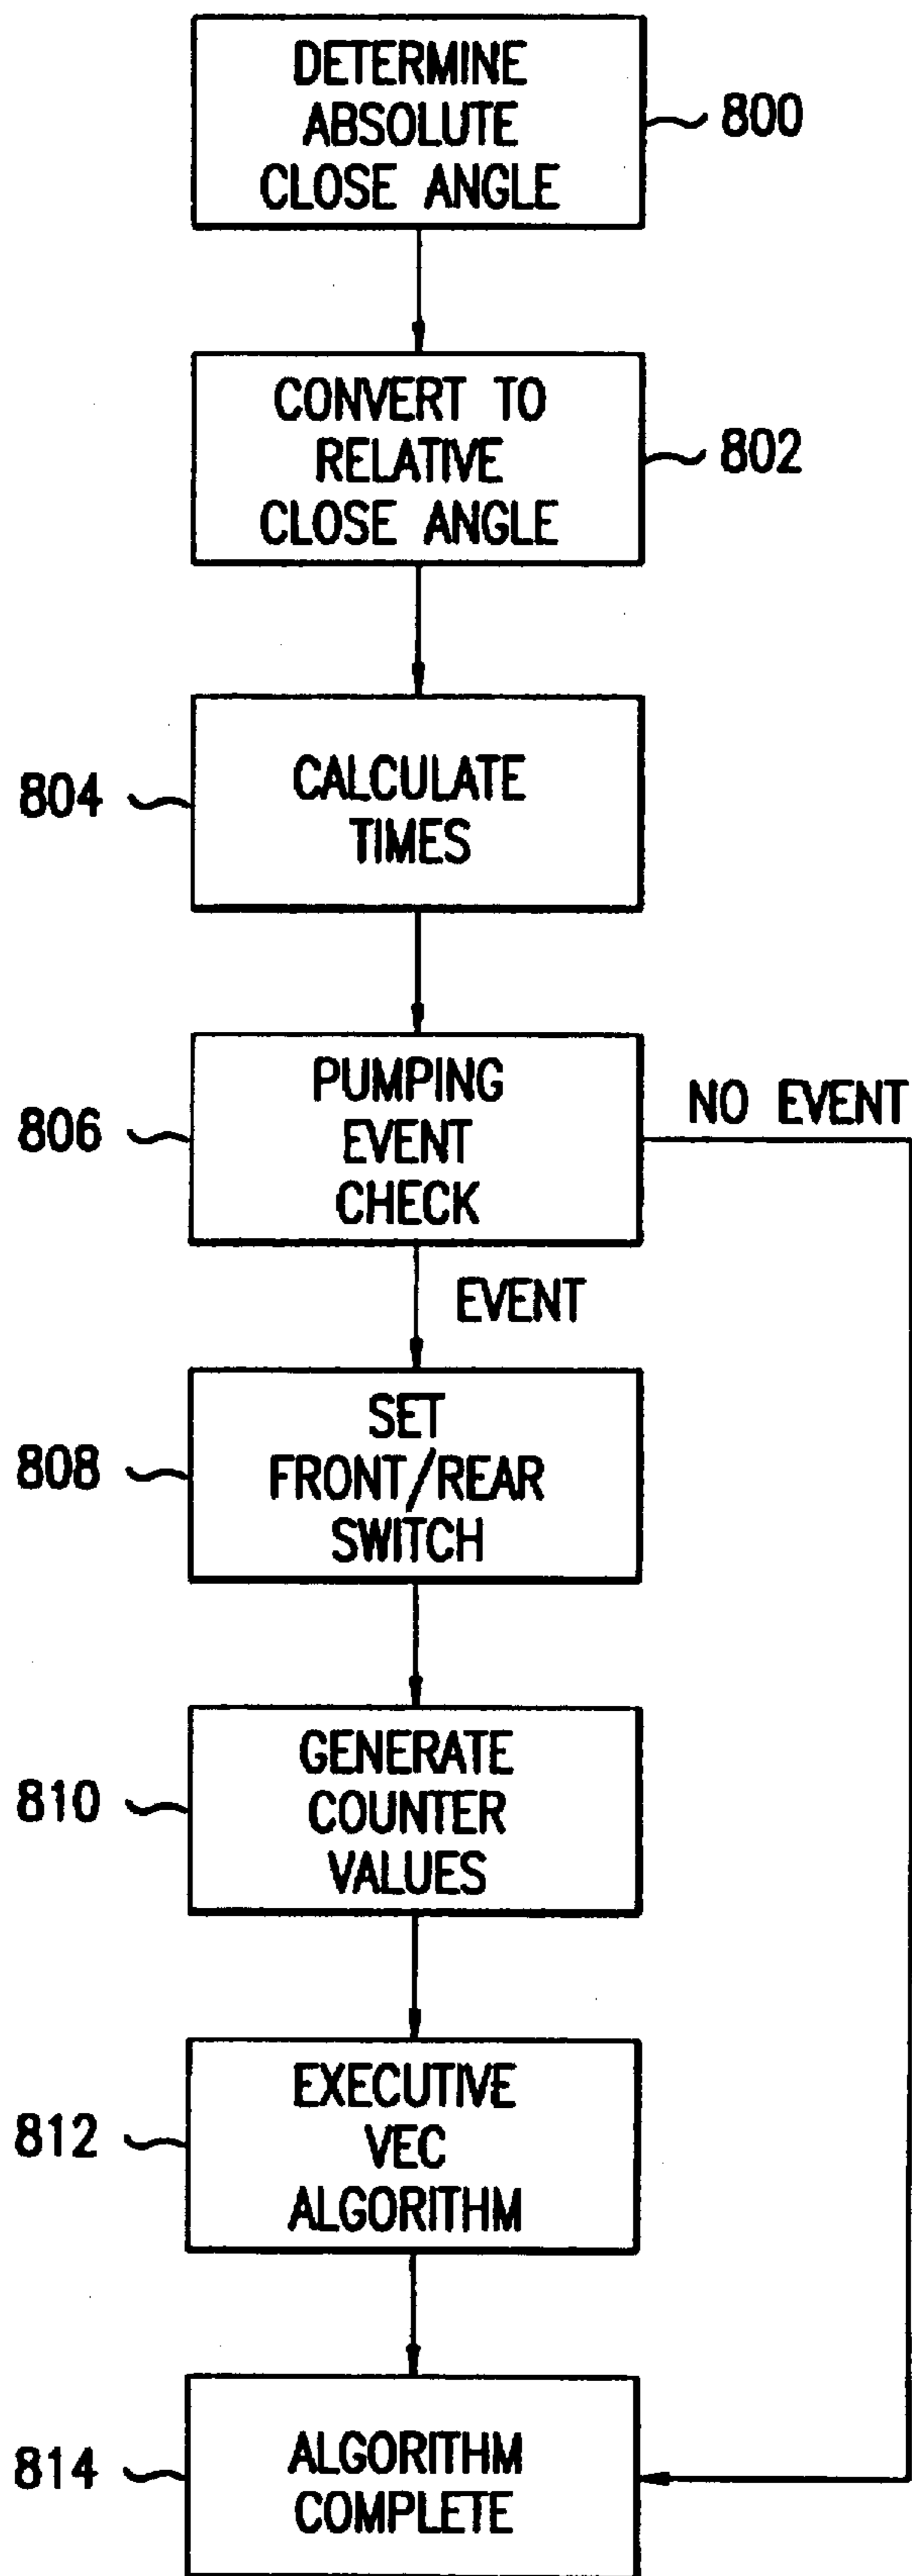 DETERMINE
ABSOLUTE
CLOSE ANGLE
800
CONVERT TO
RELATIVE
CLOSE ANGLE
802
804
CALCULATE
TIMES
806
PUMPING
EVENT
CHECK
NO EVENT
EVENT
808
SET
FRONT/REAR
SWITCH
810
GENERATE
COUNTER
VALUES
812
EXECUTIVE
VEC
ALGORITHM
814
ALGORITHM
COMPLETE